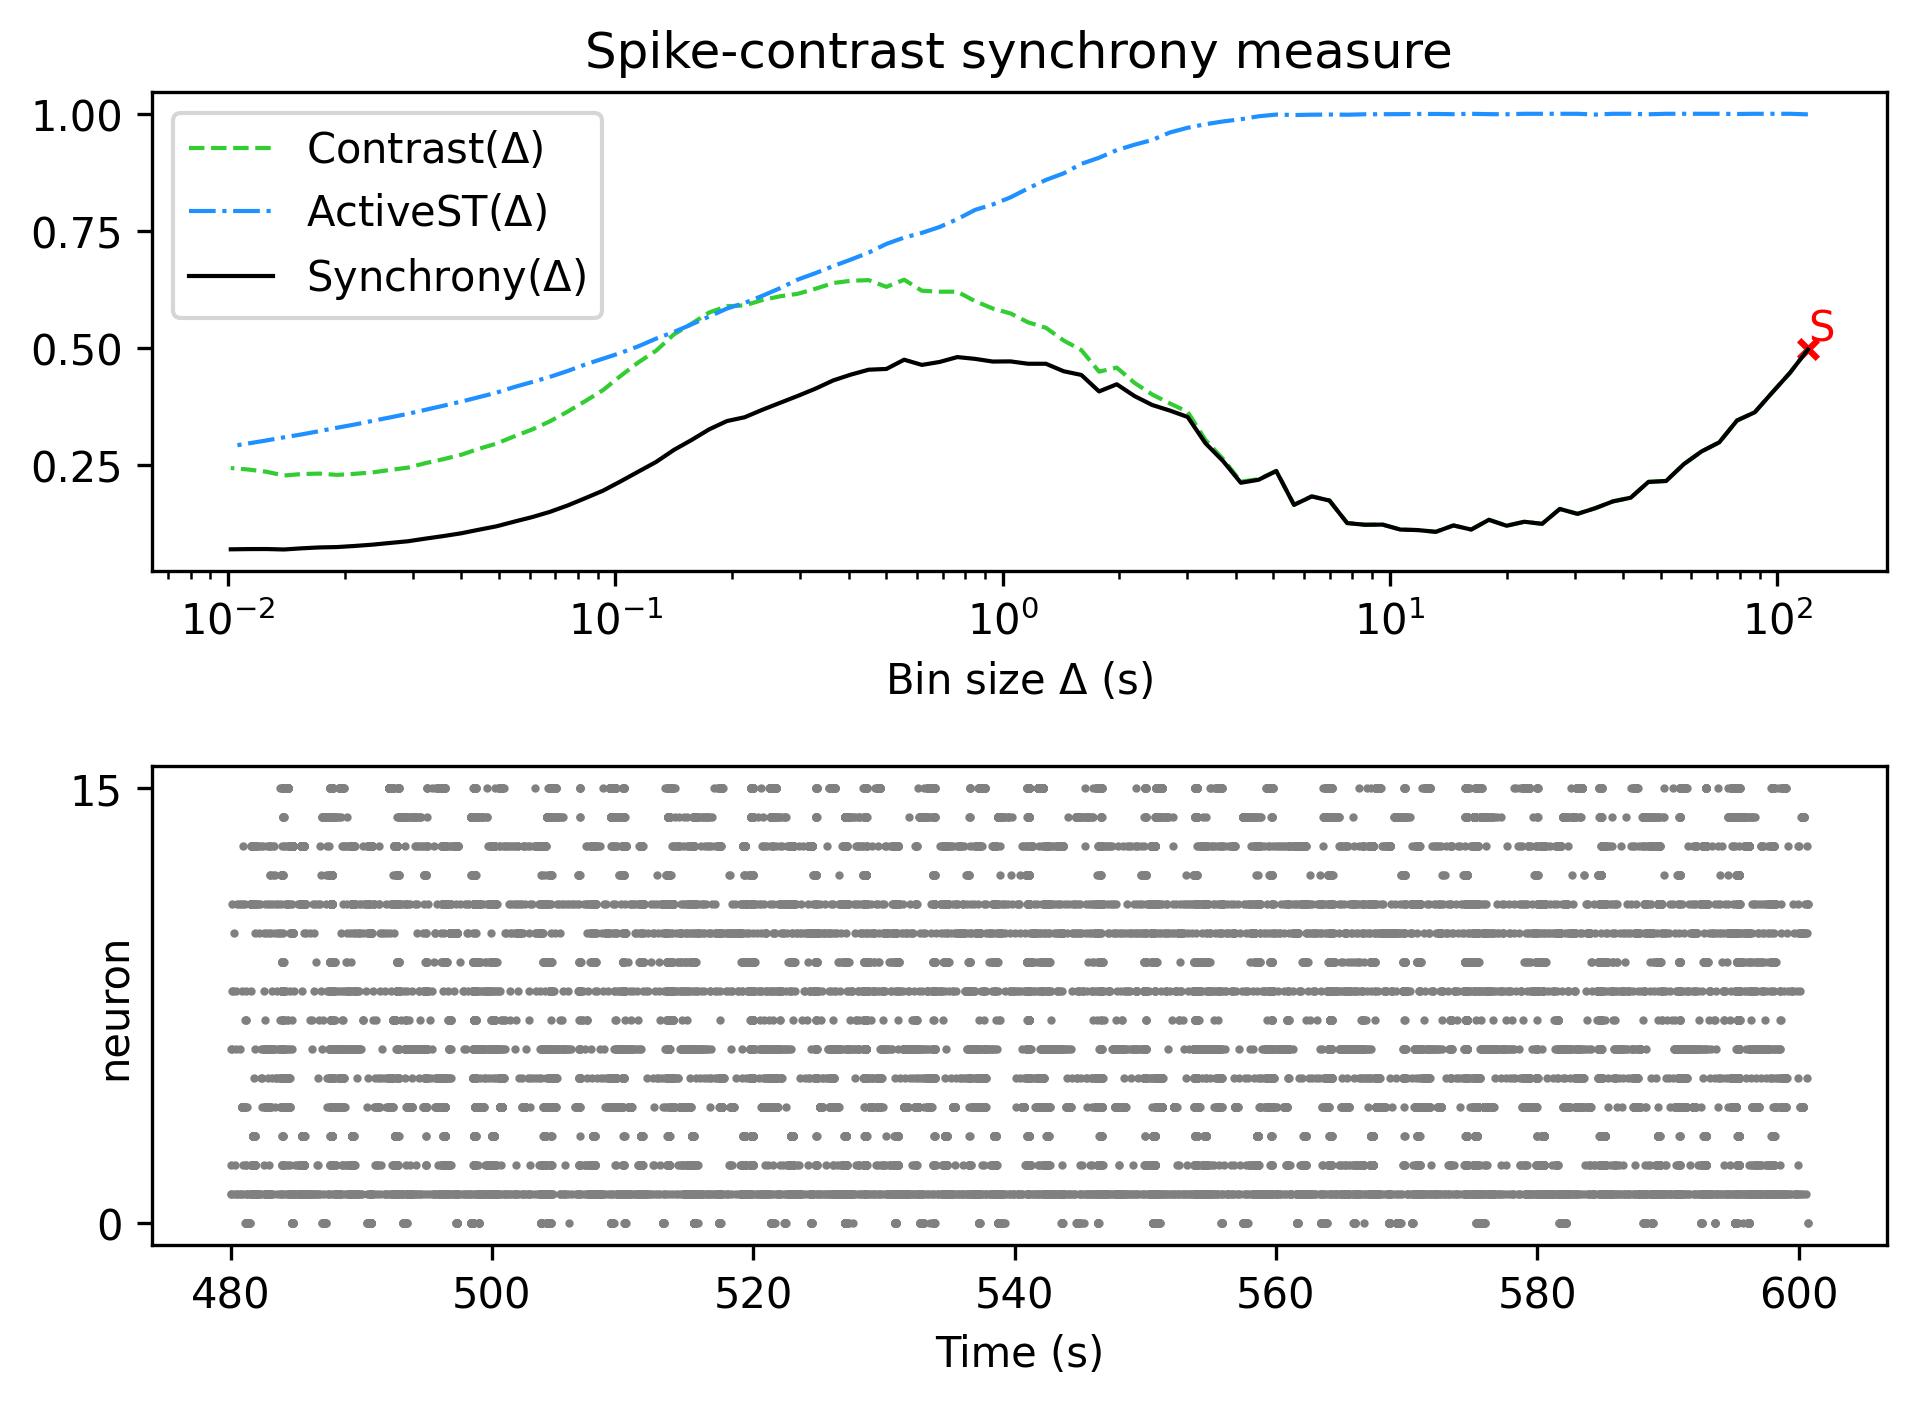 Spike-contrast synchrony measure
1.00
0.75
0.50
0.25
Contrast(Δ)
ActiveST(Δ)
Synchrony(Δ)
S
10⁻² 10⁻¹ 10⁰ 10¹ 10²
Bin size Δ (s)
15
0
neuron
480 500 520 540 560 580 600
Time (s)